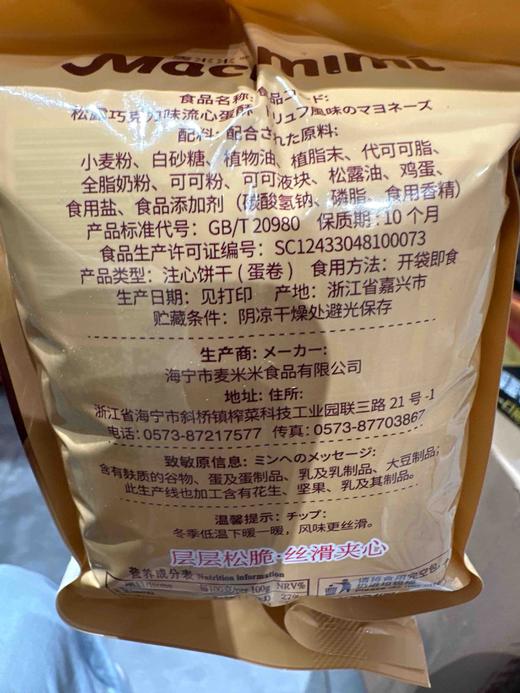 食品名称: 食品コード:
松露巧克力味流心蛋酥 リュフ風味のマヨネーズ
配料: 配合された原料:
小麦粉、白砂糖、植物油、植脂末、代可可脂、
全脂奶粉、可可粉、可可液块、松露油、鸡蛋、
食用盐、食品添加剂（碳酸氢钠、磷脂、食用香精）
产品标准代号: GB/T 20980 保质期: 10 个月
食品生产许可证编号: SC12433048100073
产品类型: 注心饼干 (蛋卷) 食用方法: 开袋即食
生产日期: 见打印 产地: 浙江省嘉兴市
贮藏条件: 阴凉干燥处避光保存
生产商: メーカー:
海宁市麦米米食品有限公司
地址: 住所:
浙江省海宁市斜桥镇榨菜科技工业园联三路 21 号 -1
电话: 0573-87217577 传真: 0573-87703867
致敏原信息: ミンへのメッセージ:
含有麸质的谷物、蛋及蛋制品、乳及乳制品、大豆制品;
此生产线也加工含有花生、坚果、乳及其制品。
温馨提示: チップ:
冬季低温下暖一暖，风味更丝滑。
层层松脆·丝滑夹心
营养成分表 Nutrition information
100g NRV%